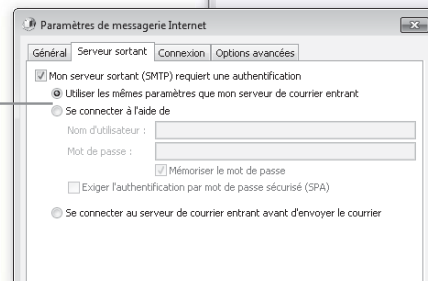 Paramètres de messagerie Internet
Général Serveur sortant Connexion Options avancées
Mon serveur sortant (SMTP) requiert une authentification
Utiliser les mêmes paramètres que mon serveur de courrier entrant
Se connecter à l'aide de
Nom d'utilisateur :
Mot de passe :
Mémoriser le mot de passe
Exiger l'authentification par mot de passe sécurisé (SPA)
Se connecter au serveur de courrier entrant avant d'envoyer le courrier